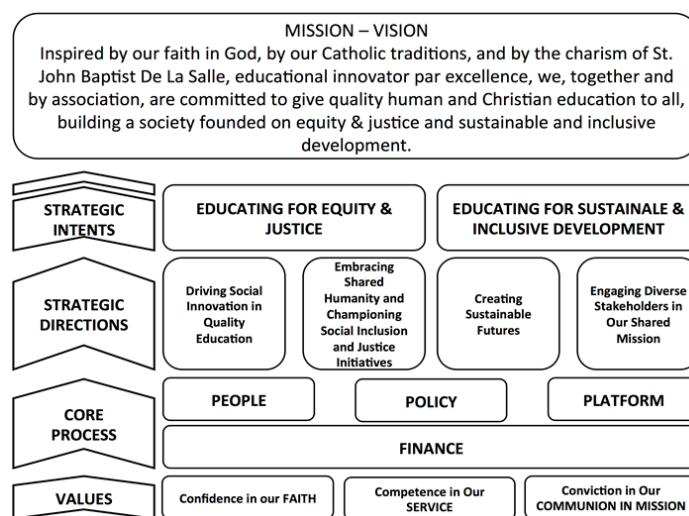 MISSION – VISION
Inspired by our faith in God, by our Catholic traditions, and by the charism of St.
John Baptist De La Salle, educational innovator par excellence, we, together and
by association, are committed to give quality human and Christian education to all,
building a society founded on equity & justice and sustainable and inclusive
development.
STRATEGIC
INTENTS
EDUCATING FOR EQUITY &
JUSTICE
EDUCATING FOR SUSTAINALE &
INCLUSIVE DEVELOPMENT
STRATEGIC
DIRECTIONS
Driving Social
Innovation in
Quality
Education
Embracing
Shared
Humanity and
Championing
Social Inclusion
and Justice
Initiatives
Creating
Sustainable
Futures
Engaging Diverse
Stakeholders in
Our Shared
Mission
CORE
PROCESS
PEOPLE
POLICY
PLATFORM
FINANCE
VALUES
Confidence in our FAITH
Competence in Our
SERVICE
Conviction in Our
COMMUNION IN MISSION